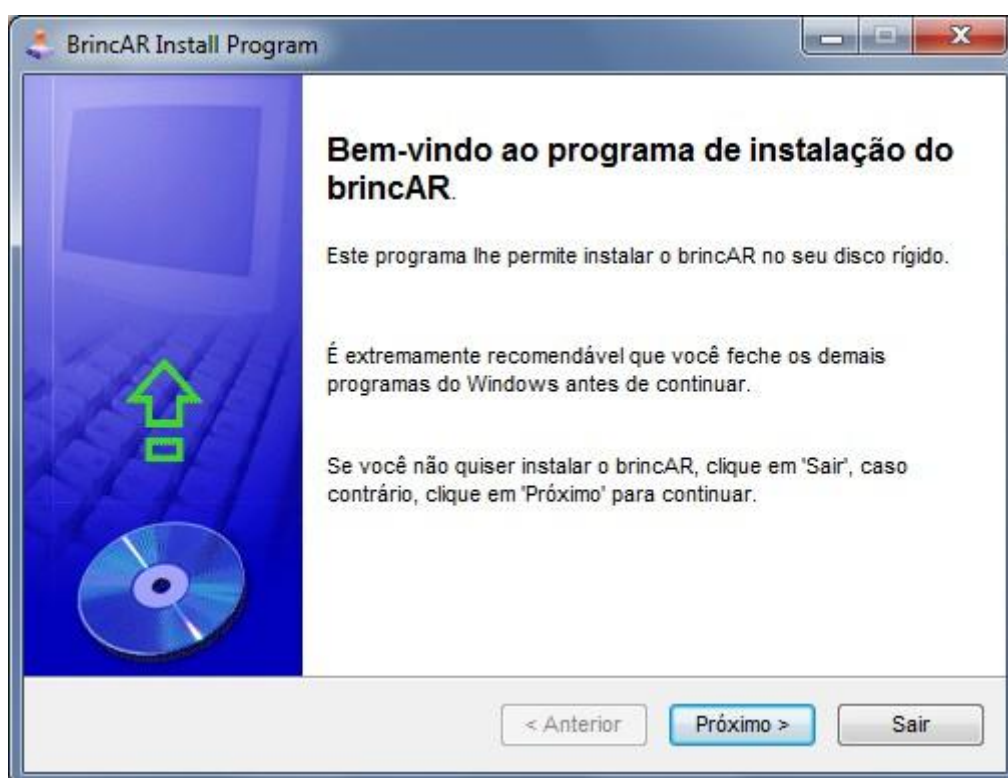 BrincAR Install Program
Bem-vindo ao programa de instalação do
brincAR.
Este programa lhe permite instalar o brincAR no seu disco rígido.
É extremamente recomendável que você feche os demais
programas do Windows antes de continuar.
Se você não quiser instalar o brincAR, clique em 'Sair', caso
contrário, clique em 'Próximo' para continuar.
< Anterior
Próximo >
Sair